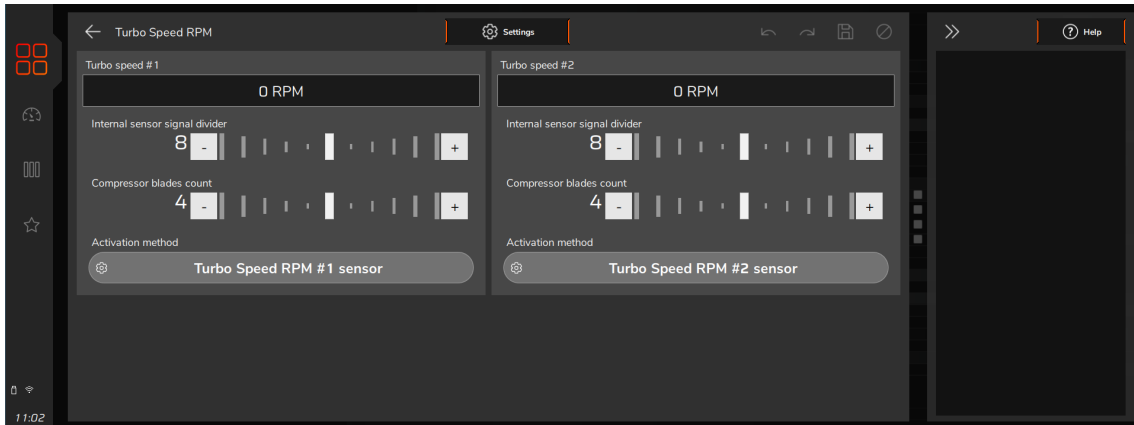 Turbo Speed RPM
Settings
Help
Turbo speed #1
0 RPM
Internal sensor signal divider
8 - +
Compressor blades count
4 - +
Activation method
Turbo Speed RPM #1 sensor
Turbo speed #2
0 RPM
Internal sensor signal divider
8 - +
Compressor blades count
4 - +
Activation method
Turbo Speed RPM #2 sensor
11:02